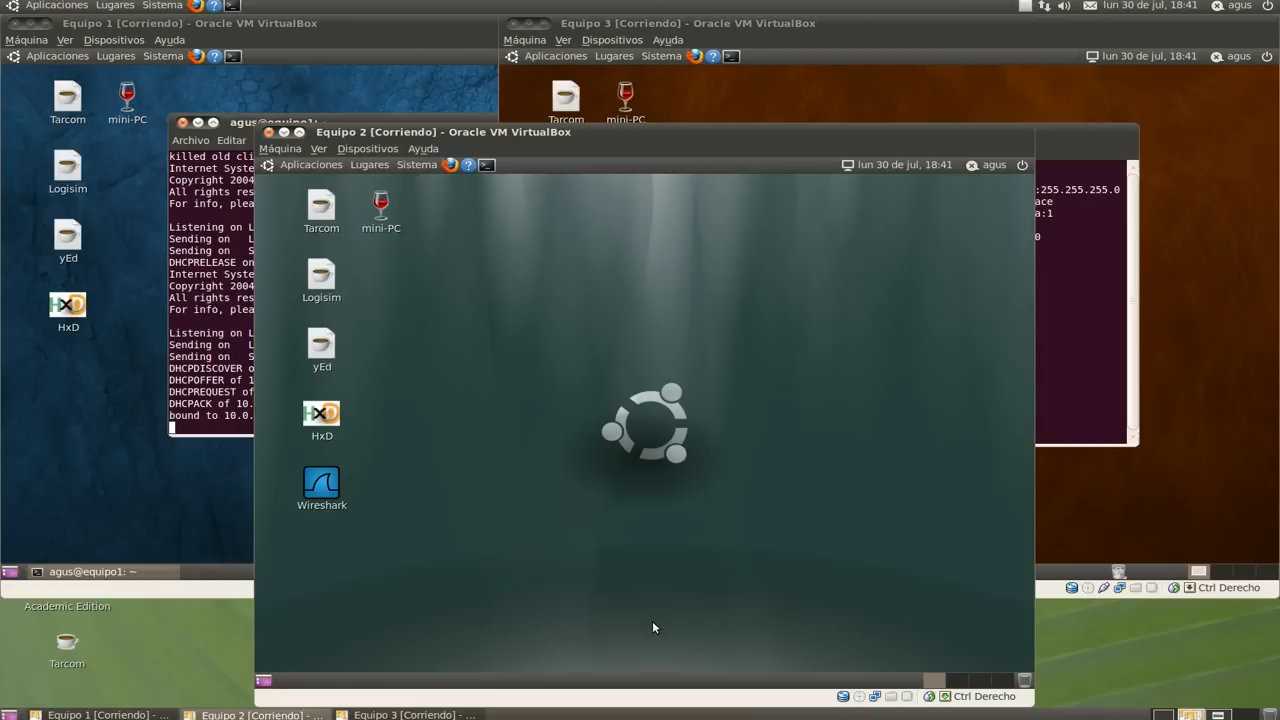 Aplicaciones Lugares Sistema
lun 30 de jul, 18:41 agus
Equipo 1 [Corriendo] - Oracle VM VirtualBox
Máquina Ver Dispositivos Ayuda
Aplicaciones Lugares Sistema
Tarcom
mini-PC
Logisim
yEd
HxD
agus@equipo1: ~
Archivo Editar
killed old cli
Internet Syste
Copyright 2004
All rights res
For info, plea
Listening on L
Sending on L
Sending on S
DHCPRELEASE on
Internet Syste
Copyright 2004
All rights res
For info, plea
Listening on L
Sending on L
Sending on S
DHCPDISCOVER o
DHCPOFFER of 1
DHCPREQUEST of
DHCPACK of 10.
bound to 10.0.
agus@equipo1: ~
Equipo 3 [Corriendo] - Oracle VM VirtualBox
Máquina Ver Dispositivos Ayuda
Aplicaciones Lugares Sistema
lun 30 de jul, 18:41 agus
Tarcom
mini-PC
:255.255.255.0
ace
a:1
0
Ctrl Derecho
Equipo 2 [Corriendo] - Oracle VM VirtualBox
Máquina Ver Dispositivos Ayuda
Aplicaciones Lugares Sistema
lun 30 de jul, 18:41 agus
Tarcom
mini-PC
Logisim
yEd
HxD
Wireshark
Ctrl Derecho
Academic Edition
Tarcom
Equipo 1 [Corriendo] - ...
Equipo 2 [Corriendo] - ...
Equipo 3 [Corriendo] - ...